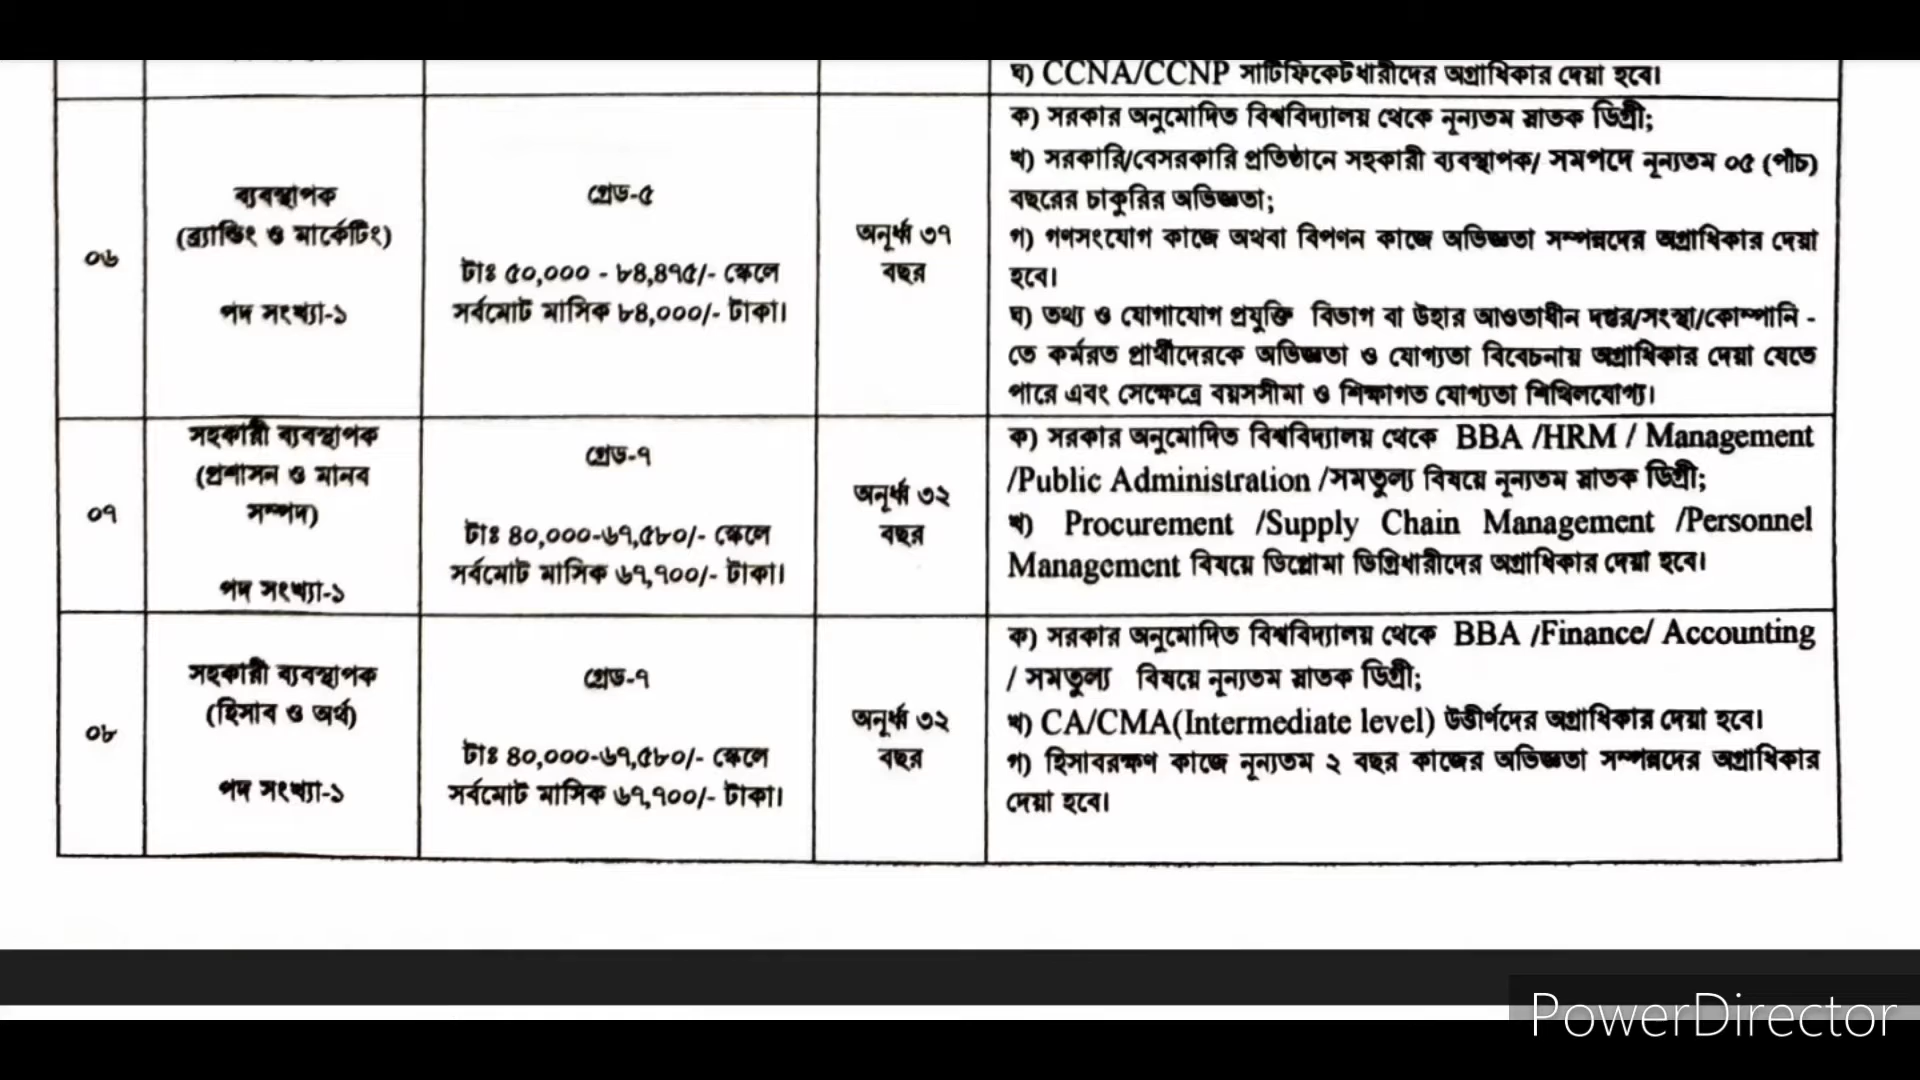 ঘ) CCNA/CCNP সার্টিফিকেটধারীদের অগ্রাধিকার দেয়া হবে।
০৬
ব্যবস্থাপক
(ব্র্যান্ডিং ও মার্কেটিং)
পদ সংখ্যা-১
গ্রেড-৫
টাঃ ৫০,০০০ - ৮৪,৪৭৫/- স্কেলে
সর্বমোট মাসিক ৮৪,০০০/- টাকা।
অনূর্ধ্ব ৩৭
বছর
ক) সরকার অনুমোদিত বিশ্ববিদ্যালয় থেকে নূন্যতম স্নাতক ডিগ্রী;
খ) সরকারি/বেসরকারি প্রতিষ্ঠানে সহকারী ব্যবস্থাপক/ সমপদে নূন্যতম ০৫ (পাঁচ)
বছরের চাকুরির অভিজ্ঞতা;
গ) গণসংযোগ কাজে অথবা বিপণন কাজে অভিজ্ঞতা সম্পন্নদের অগ্রাধিকার দেয়া
হবে।
ঘ) তথ্য ও যোগাযোগ প্রযুক্তি বিভাগ বা উহার আওতাধীন দপ্তর/সংস্থা/কোম্পানি -
তে কর্মরত প্রার্থীদেরকে অভিজ্ঞতা ও যোগ্যতা বিবেচনায় অগ্রাধিকার দেয়া যেতে
পারে এবং সেক্ষেত্রে বয়সসীমা ও শিক্ষাগত যোগ্যতা শিথিলযোগ্য।
০৭
সহকারী ব্যবস্থাপক
(প্রশাসন ও মানব
সম্পদ)
পদ সংখ্যা-১
গ্রেড-৭
টাঃ ৪০,০০০-৬৭,৫৮০/- স্কেলে
সর্বমোট মাসিক ৬৭,৭০০/- টাকা।
অনূর্ধ্ব ৩২
বছর
ক) সরকার অনুমোদিত বিশ্ববিদ্যালয় থেকে BBA /HRM / Management
/Public Administration /সমতুল্য বিষয়ে নূন্যতম স্নাতক ডিগ্রী;
খ) Procurement /Supply Chain Management /Personnel
Management বিষয়ে ডিপ্লোমা ডিগ্রিধারীদের অগ্রাধিকার দেয়া হবে।
০৮
সহকারী ব্যবস্থাপক
(হিসাব ও অর্থ)
পদ সংখ্যা-১
গ্রেড-৭
টাঃ ৪০,০০০-৬৭,৫৮০/- স্কেলে
সর্বমোট মাসিক ৬৭,৭০০/- টাকা।
অনূর্ধ্ব ৩২
বছর
ক) সরকার অনুমোদিত বিশ্ববিদ্যালয় থেকে BBA /Finance/ Accounting
/ সমতুল্য বিষয়ে নূন্যতম স্নাতক ডিগ্রী;
খ) CA/CMA(Intermediate level) উত্তীর্ণদের অগ্রাধিকার দেয়া হবে।
গ) হিসাবরক্ষণ কাজে নূন্যতম ২ বছর কাজের অভিজ্ঞতা সম্পন্নদের অগ্রাধিকার
দেয়া হবে।
PowerDirector